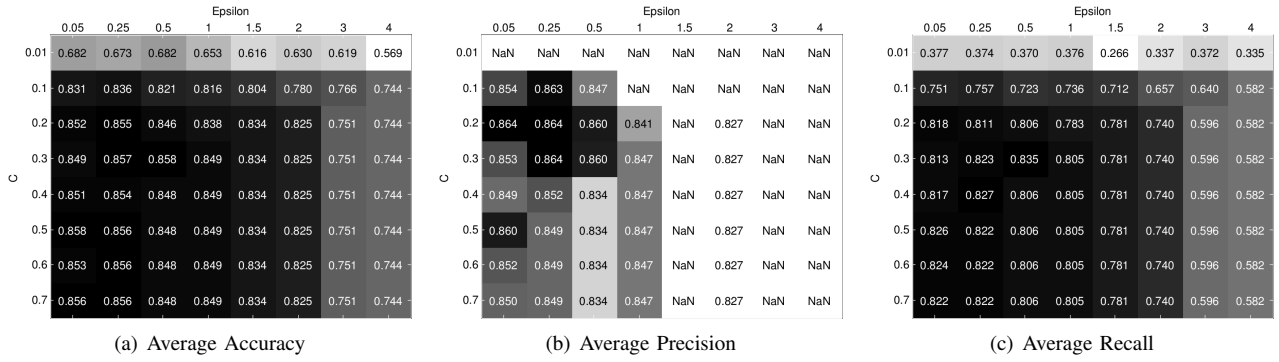 Epsilon
0.05 0.25 0.5 1 1.5 2 3 4
0.01 0.682 0.673 0.682 0.653 0.616 0.630 0.619 0.569
0.1 0.831 0.836 0.821 0.816 0.804 0.780 0.766 0.744
0.2 0.852 0.855 0.846 0.838 0.834 0.825 0.751 0.744
0.3 0.849 0.857 0.858 0.849 0.834 0.825 0.751 0.744
C
0.4 0.851 0.854 0.848 0.849 0.834 0.825 0.751 0.744
0.5 0.858 0.856 0.848 0.849 0.834 0.825 0.751 0.744
0.6 0.853 0.856 0.848 0.849 0.834 0.825 0.751 0.744
0.7 0.856 0.856 0.848 0.849 0.834 0.825 0.751 0.744
(a) Average Accuracy
Epsilon
0.05 0.25 0.5 1 1.5 2 3 4
0.01 NaN NaN NaN NaN NaN NaN NaN NaN
0.1 0.854 0.863 0.847 NaN NaN NaN NaN NaN
0.2 0.864 0.864 0.860 0.841 NaN 0.827 NaN NaN
0.3 0.853 0.864 0.860 0.847 NaN 0.827 NaN NaN
C
0.4 0.849 0.852 0.834 0.847 NaN 0.827 NaN NaN
0.5 0.860 0.849 0.834 0.847 NaN 0.827 NaN NaN
0.6 0.852 0.849 0.834 0.847 NaN 0.827 NaN NaN
0.7 0.850 0.849 0.834 0.847 NaN 0.827 NaN NaN
(b) Average Precision
Epsilon
0.05 0.25 0.5 1 1.5 2 3 4
0.01 0.377 0.374 0.370 0.376 0.266 0.337 0.372 0.335
0.1 0.751 0.757 0.723 0.736 0.712 0.657 0.640 0.582
0.2 0.818 0.811 0.806 0.783 0.781 0.740 0.596 0.582
0.3 0.813 0.823 0.835 0.805 0.781 0.740 0.596 0.582
C
0.4 0.817 0.827 0.806 0.805 0.781 0.740 0.596 0.582
0.5 0.826 0.822 0.806 0.805 0.781 0.740 0.596 0.582
0.6 0.824 0.822 0.806 0.805 0.781 0.740 0.596 0.582
0.7 0.822 0.822 0.806 0.805 0.781 0.740 0.596 0.582
(c) Average Recall